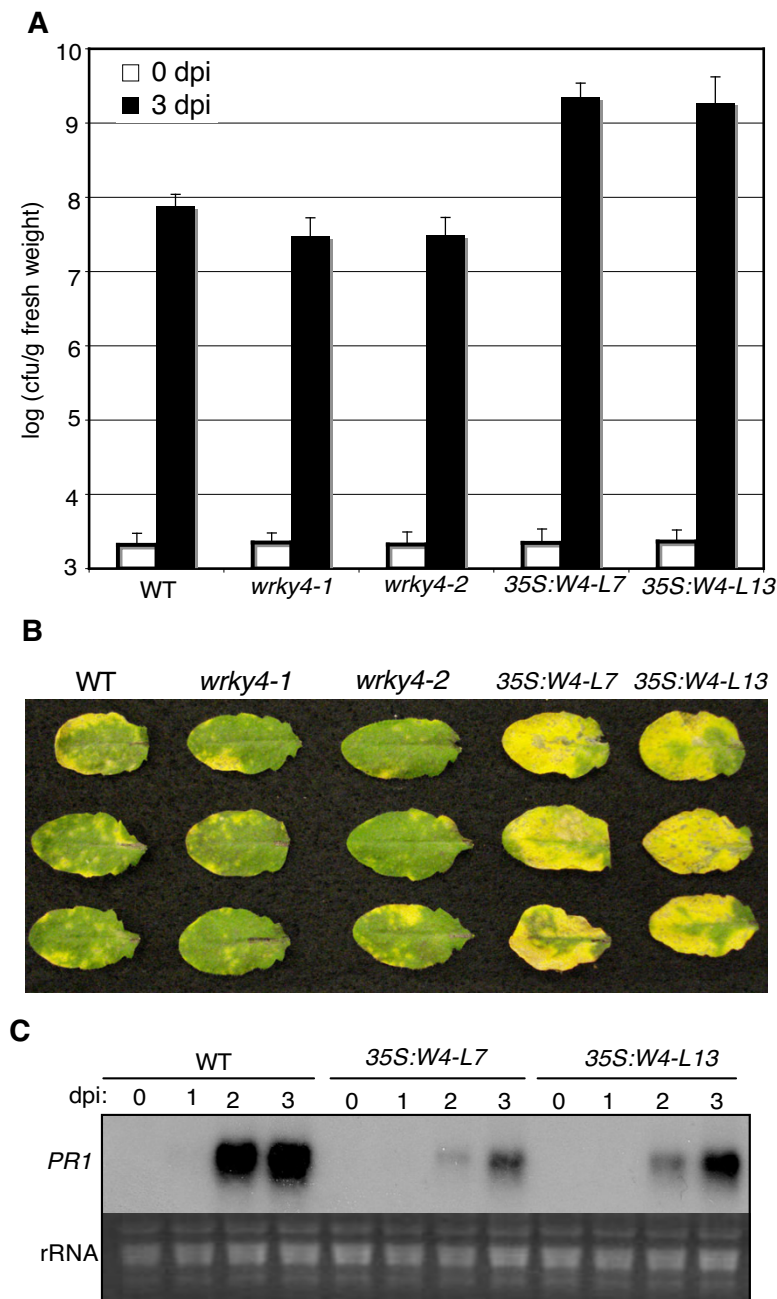 A
10
0 dpi
3 dpi
9
8
7
6
5
4
3
log (cfu/g fresh weight)
WT wrky4-1 wrky4-2 35S:W4-L7 35S:W4-L13
B
WT wrky4-1 wrky4-2 35S:W4-L7 35S:W4-L13
C
WT 35S:W4-L7 35S:W4-L13
dpi: 0 1 2 3 0 1 2 3 0 1 2 3
PR1
rRNA